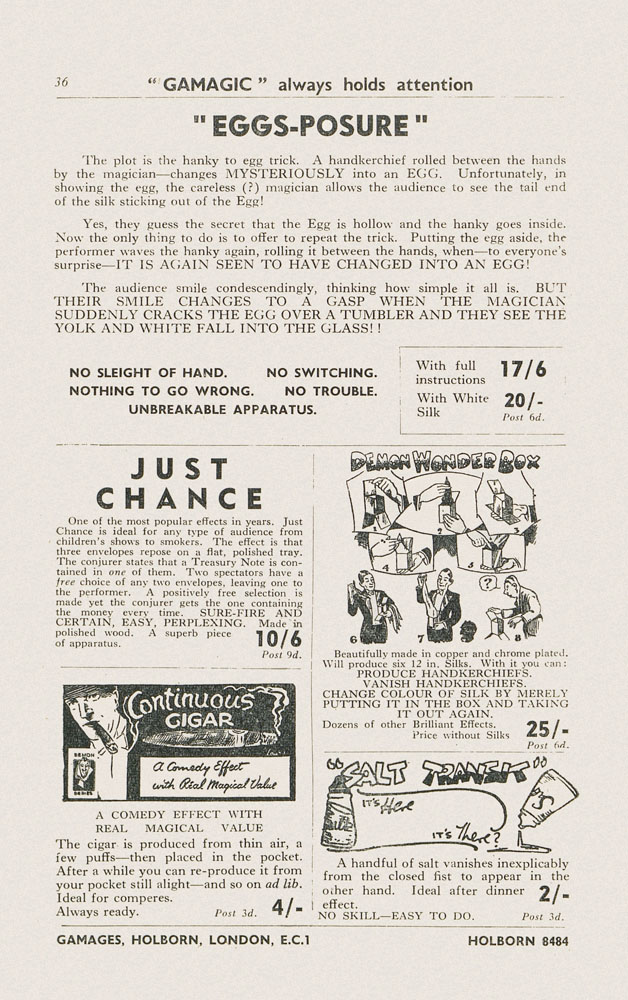 36
“GAMAGIC” always holds attention
"EGGS-POSURE"
The plot is the hanky to egg trick. A handkerchief rolled between the hands
by the magician—changes MYSTERIOUSLY into an EGG. Unfortunately, in
showing the egg, the careless (?) magician allows the audience to see the tail end
of the silk sticking out of the Egg!
Yes, they guess the secret that the Egg is hollow and the hanky goes inside.
Now the only thing to do is to offer to repeat the trick. Putting the egg aside, the
performer waves the hanky again, rolling it between the hands, when—to everyone's
surprise—IT IS AGAIN SEEN TO HAVE CHANGED INTO AN EGG!
The audience smile condescendingly, thinking how simple it all is. BUT
THEIR SMILE CHANGES TO A GASP WHEN THE MAGICIAN
SUDDENLY CRACKS THE EGG OVER A TUMBLER AND THEY SEE THE
YOLK AND WHITE FALL INTO THE GLASS!!
NO SLEIGHT OF HAND. NO SWITCHING.
NOTHING TO GO WRONG. NO TROUBLE.
UNBREAKABLE APPARATUS.
With full
instructions 17/6
With White
Silk 20/-
Post 6d.
JUST
CHANCE
One of the most popular effects in years. Just
Chance is ideal for any type of audience from
children's shows to smokers. The effect is that
three envelopes repose on a flat, polished tray.
The conjurer states that a Treasury Note is con-
tained in one of them. Two spectators have a
free choice of any two envelopes, leaving one to
the performer. A positively free selection is
made yet the conjurer gets the one containing
the money every time. SURE-FIRE AND
CERTAIN, EASY, PERPLEXING. Made in
polished wood. A superb piece
of apparatus. 10/6
Post 9d.
Continuous
CIGAR
DEMON
SERIES
A Comedy Effect
with Real Magical Value
A COMEDY EFFECT WITH
REAL MAGICAL VALUE
The cigar is produced from thin air, a
few puffs—then placed in the pocket.
After a while you can re-produce it from
your pocket still alight—and so on ad lib.
Ideal for comperes.
Always ready. Post 3d. 4/-
DEMON WONDER BOX
2
4
5
6
7
?
8
Beautifully made in copper and chrome plated.
Will produce six 12 in. Silks. With it you can:
PRODUCE HANDKERCHIEFS.
VANISH HANDKERCHIEFS.
CHANGE COLOUR OF SILK BY MERELY
PUTTING IT IN THE BOX AND TAKING
IT OUT AGAIN.
Dozens of other Brilliant Effects.
Price without Silks 25/-
Post 6d.
"SALT TRANSIT"
Salt
IT'S Here
IT'S There?
A handful of salt vanishes inexplicably
from the closed fist to appear in the
other hand. Ideal after dinner
effect. 2/-
NO SKILL—EASY TO DO. Post 3d.
GAMAGES, HOLBORN, LONDON, E.C.1
HOLBORN 8484